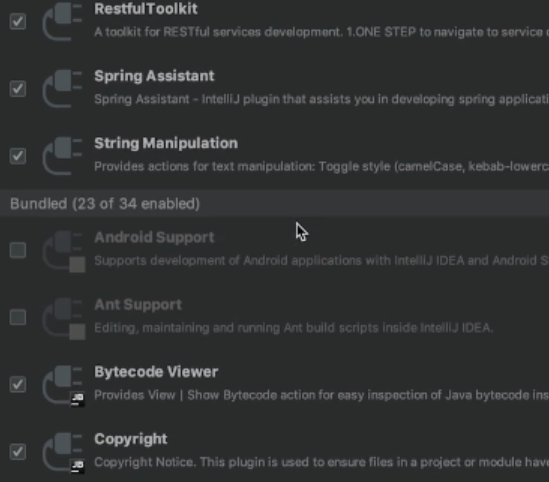 RestfulToolkit
A toolkit for RESTful services development. 1.ONE STEP to navigate to service
Spring Assistant
Spring Assistant - IntelliJ plugin that assists you in developing spring applicati
String Manipulation
Provides actions for text manipulation: Toggle style (camelCase, kebab-lowerc
Bundled (23 of 34 enabled)
Android Support
Supports development of Android applications with IntelliJ IDEA and Android S
Ant Support
Editing, maintaining and running Ant build scripts inside IntelliJ IDEA.
Bytecode Viewer
Provides View | Show Bytecode action for easy inspection of Java bytecode ins
JB
Copyright
Copyright Notice. This plugin is used to ensure files in a project or module have
JB